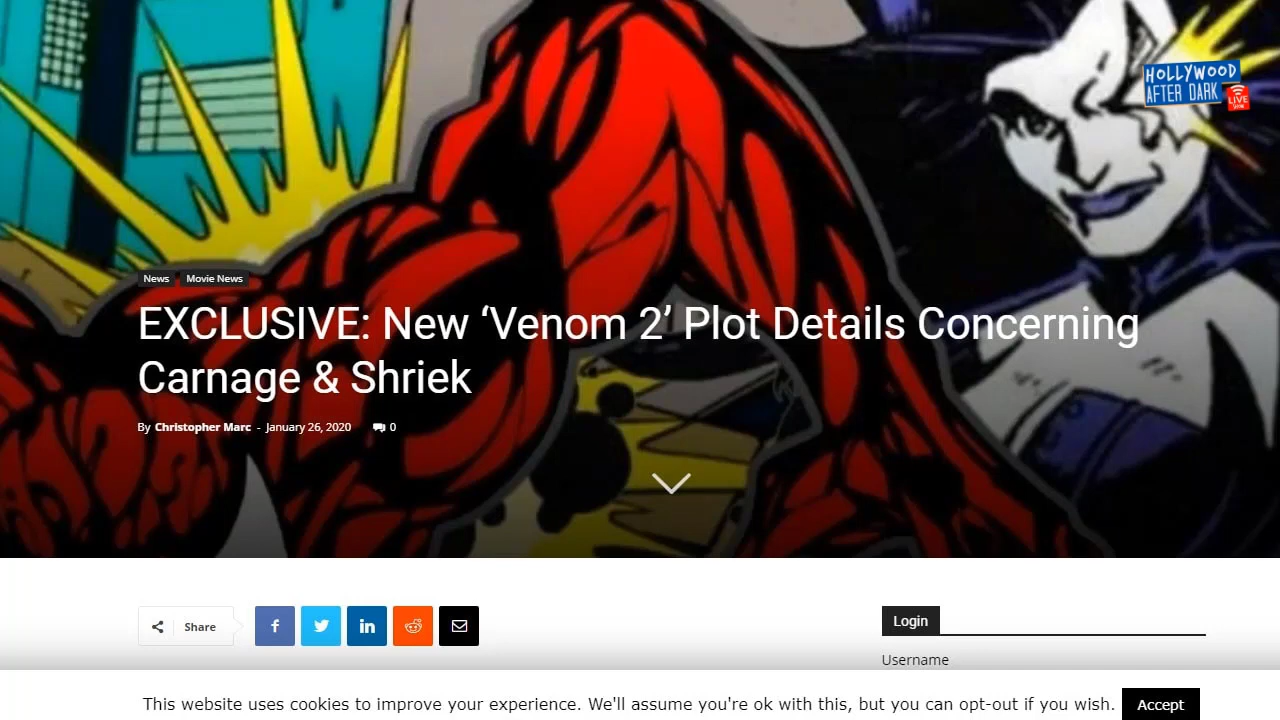 HOLLYWOOD
AFTER DARK
LIVE
SHOW
News
Movie News
EXCLUSIVE: New ‘Venom 2’ Plot Details Concerning
Carnage & Shriek
By Christopher Marc - January 26, 2020 0
Share
Login
Username
This website uses cookies to improve your experience. We'll assume you're ok with this, but you can opt-out if you wish. Accept